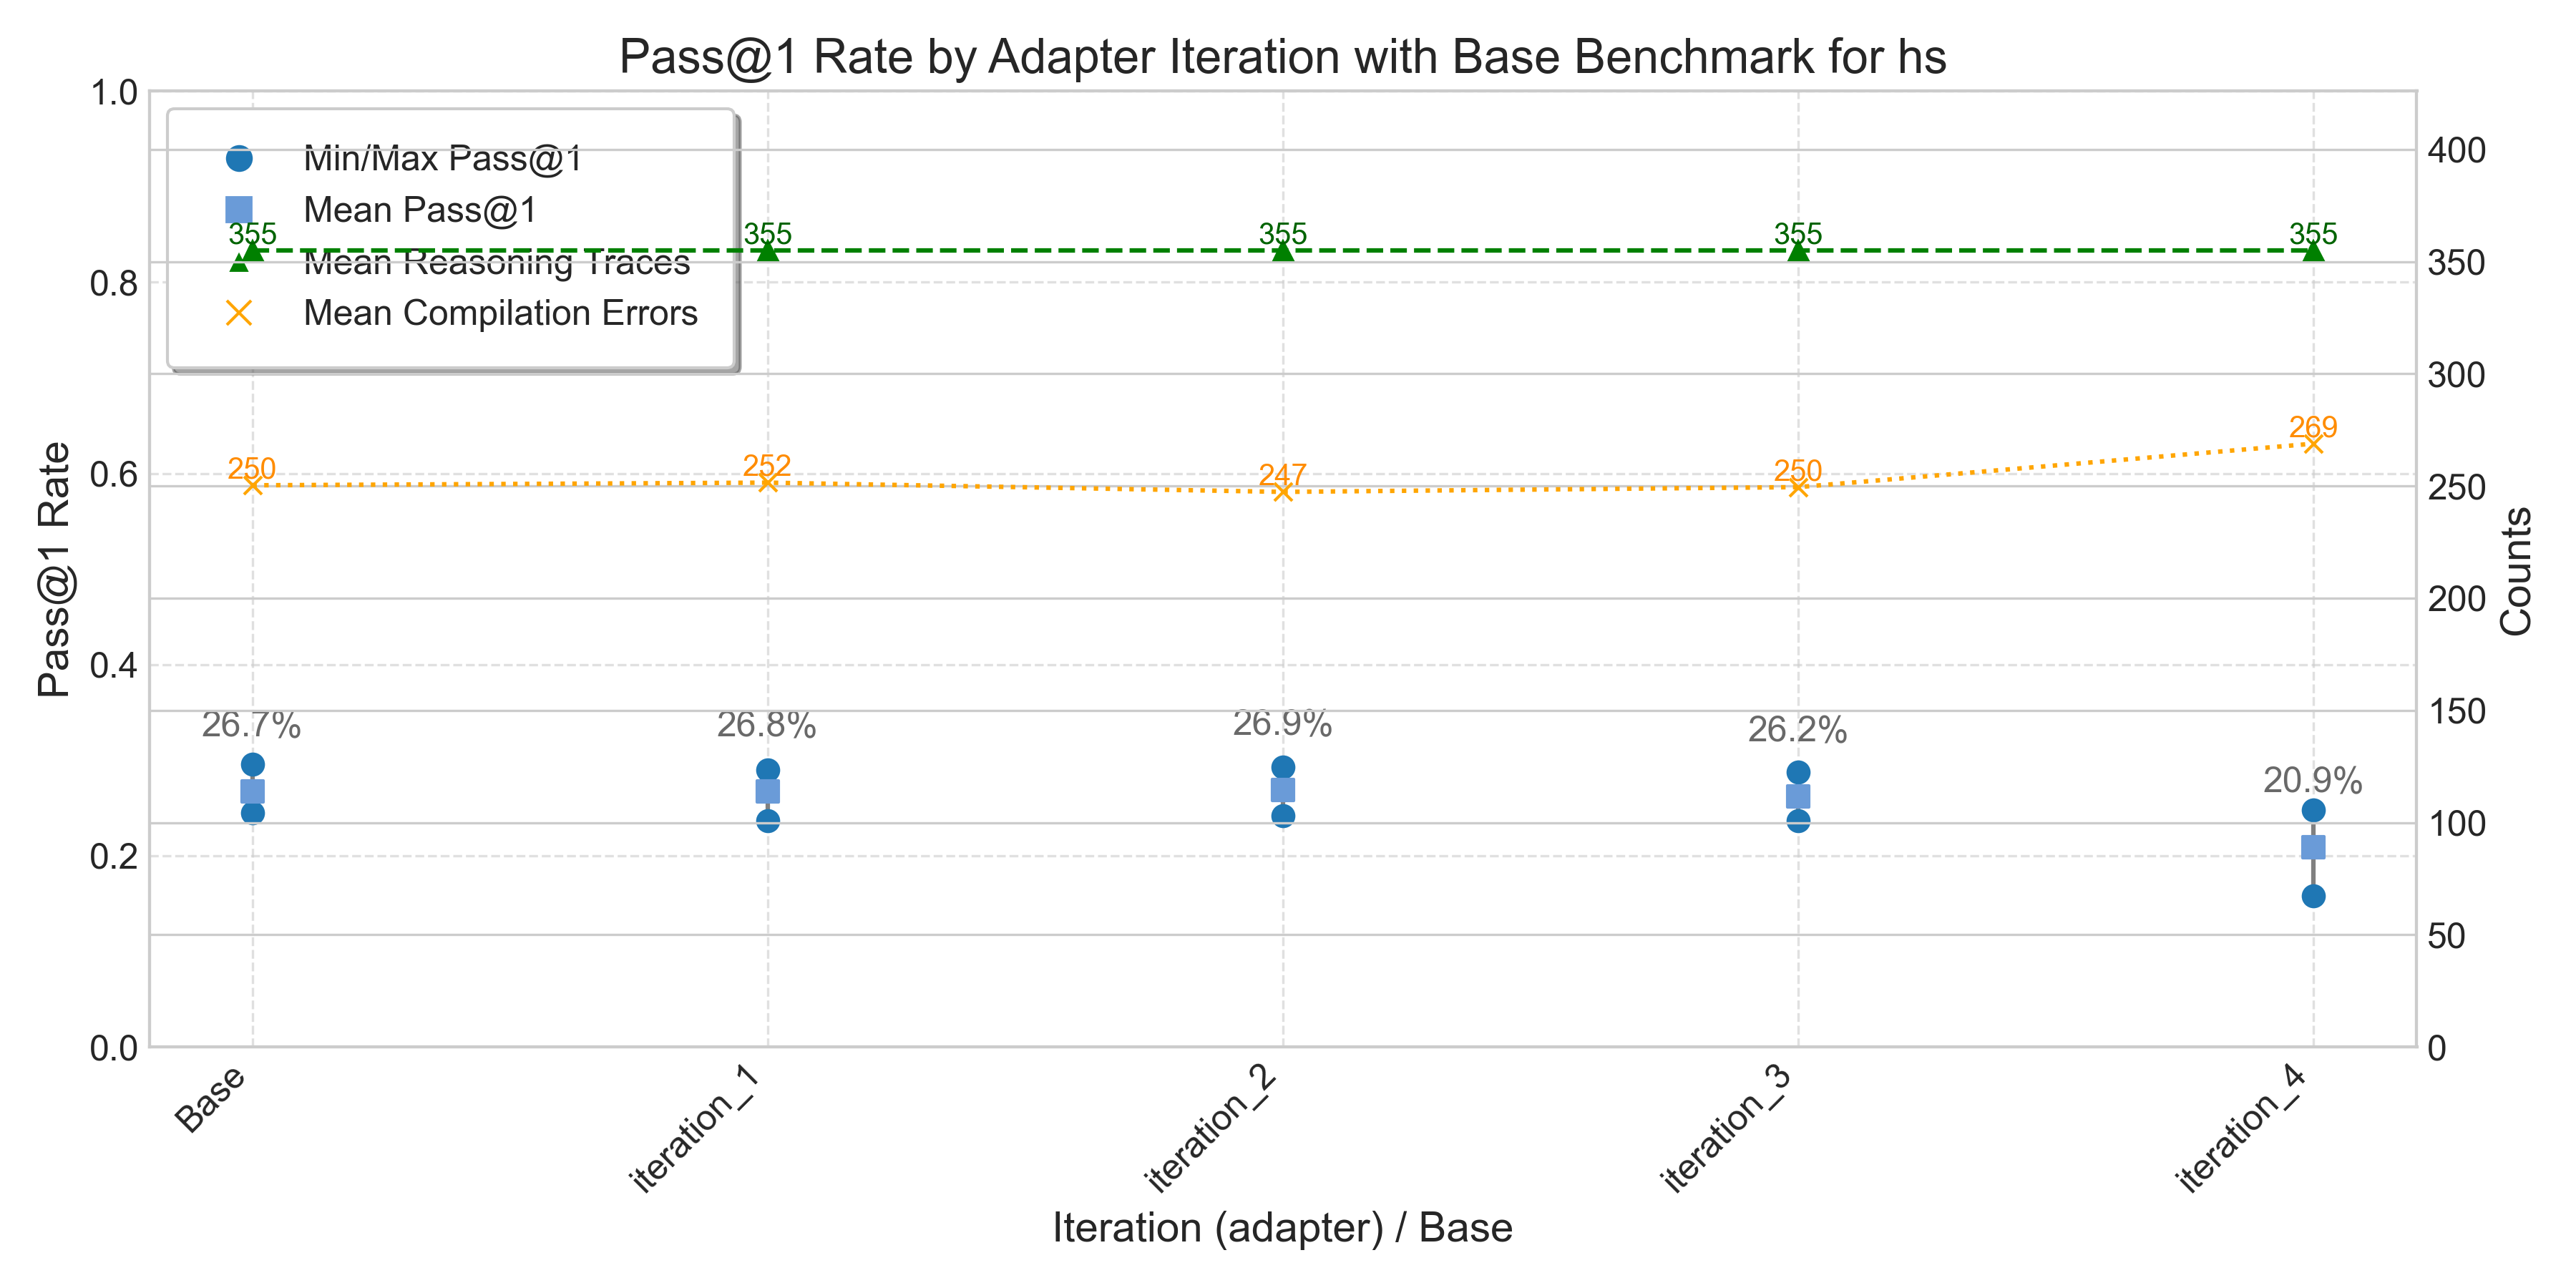 Pass@1 Rate by Adapter Iteration with Base Benchmark for hs
1.0
0.8
0.6
0.4
0.2
0.0
Pass@1 Rate
Min/Max Pass@1
Mean Pass@1
Mean Reasoning Traces
Mean Compilation Errors
355 355 355 355 355
250 252 247 250 269
26.7% 26.8% 26.9% 26.2% 20.9%
400
350
300
250
200
150
100
50
0
Counts
Base iteration_1 iteration_2 iteration_3 iteration_4
Iteration (adapter) / Base